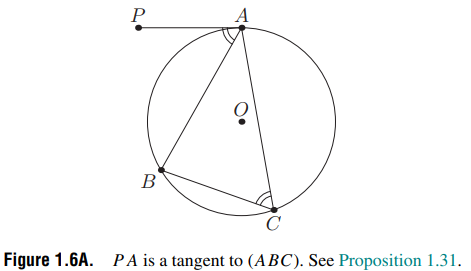 P
A
O
B
C
Figure 1.6A. PA is a tangent to (ABC). See Proposition 1.31.